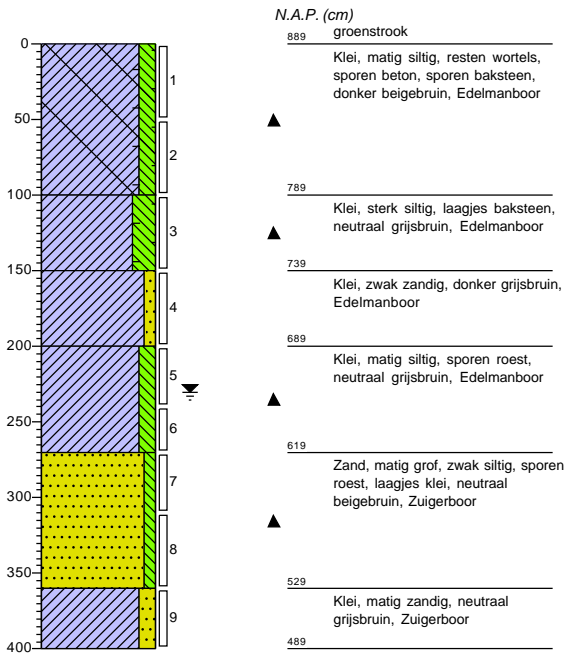 N.A.P. (cm)
889 groenstrook
0
Klei, matig siltig, resten wortels,
sporen beton, sporen baksteen,
donker beigebruin, Edelmanboor
1
50
2
100
789
Klei, sterk siltig, laagjes baksteen,
neutraal grijsbruin, Edelmanboor
3
150
739
Klei, zwak zandig, donker grijsbruin,
Edelmanboor
4
200
689
Klei, matig siltig, sporen roest,
neutraal grijsbruin, Edelmanboor
5
250
6
619
Zand, matig grof, zwak siltig, sporen
roest, laagjes klei, neutraal
beigebruin, Zuigerboor
7
300
8
350
529
Klei, matig zandig, neutraal
grijsbruin, Zuigerboor
9
400
489